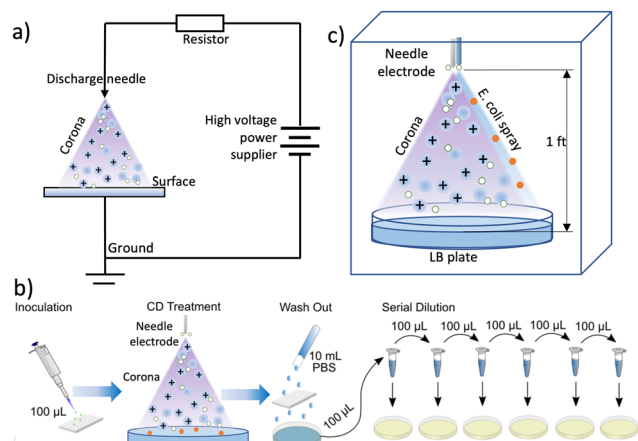 a)
Resistor
Discharge needle
Corona
High voltage
power
supplier
Surface
Ground
c)
Needle
electrode
Corona
E. coli spray
1 ft
LB plate
b)
Inoculation
100 µL
CD Treatment
Needle
electrode
Corona
Wash Out
10 mL
PBS
100 µL
Serial Dilution
100 µL
100 µL
100 µL
100 µL
100 µL